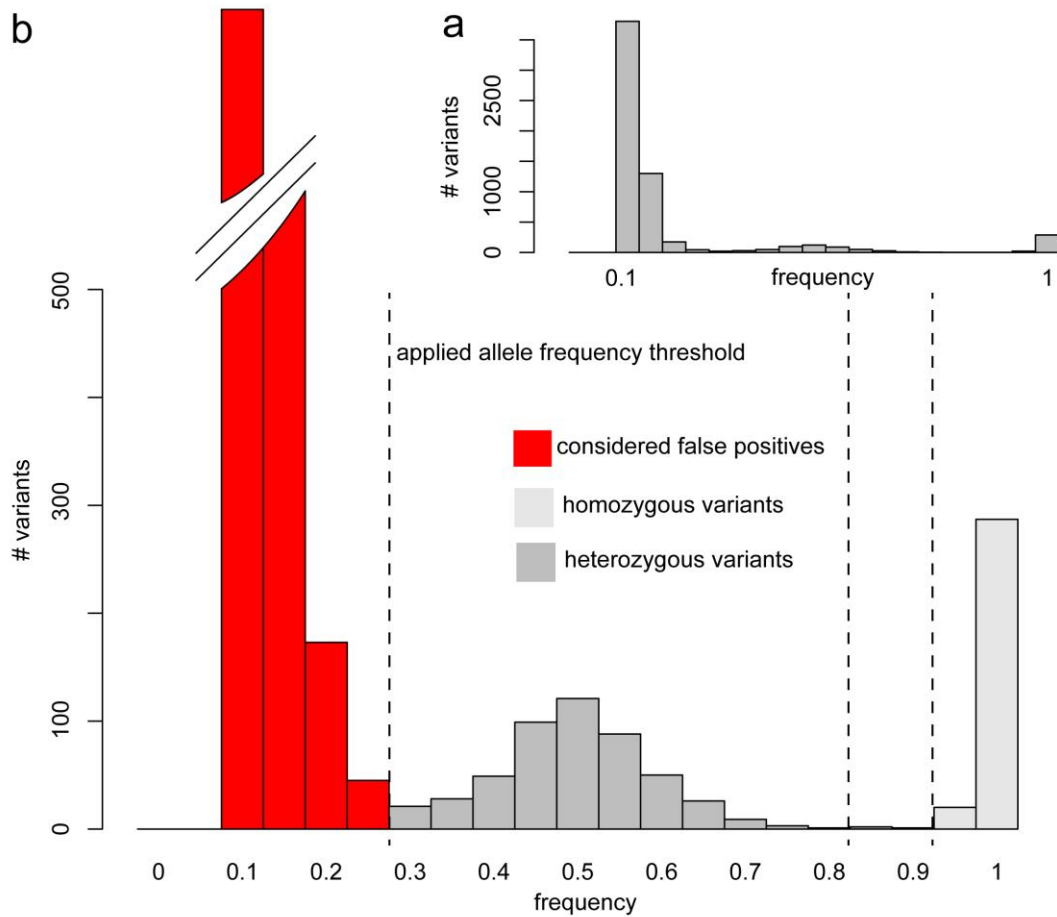 b
a
# variants
2500
1000
0
0.1
frequency
1
# variants
500
300
100
0
applied allele frequency threshold
considered false positives
homozygous variants
heterozygous variants
0 0.1 0.2 0.3 0.4 0.5 0.6 0.7 0.8 0.9 1
frequency